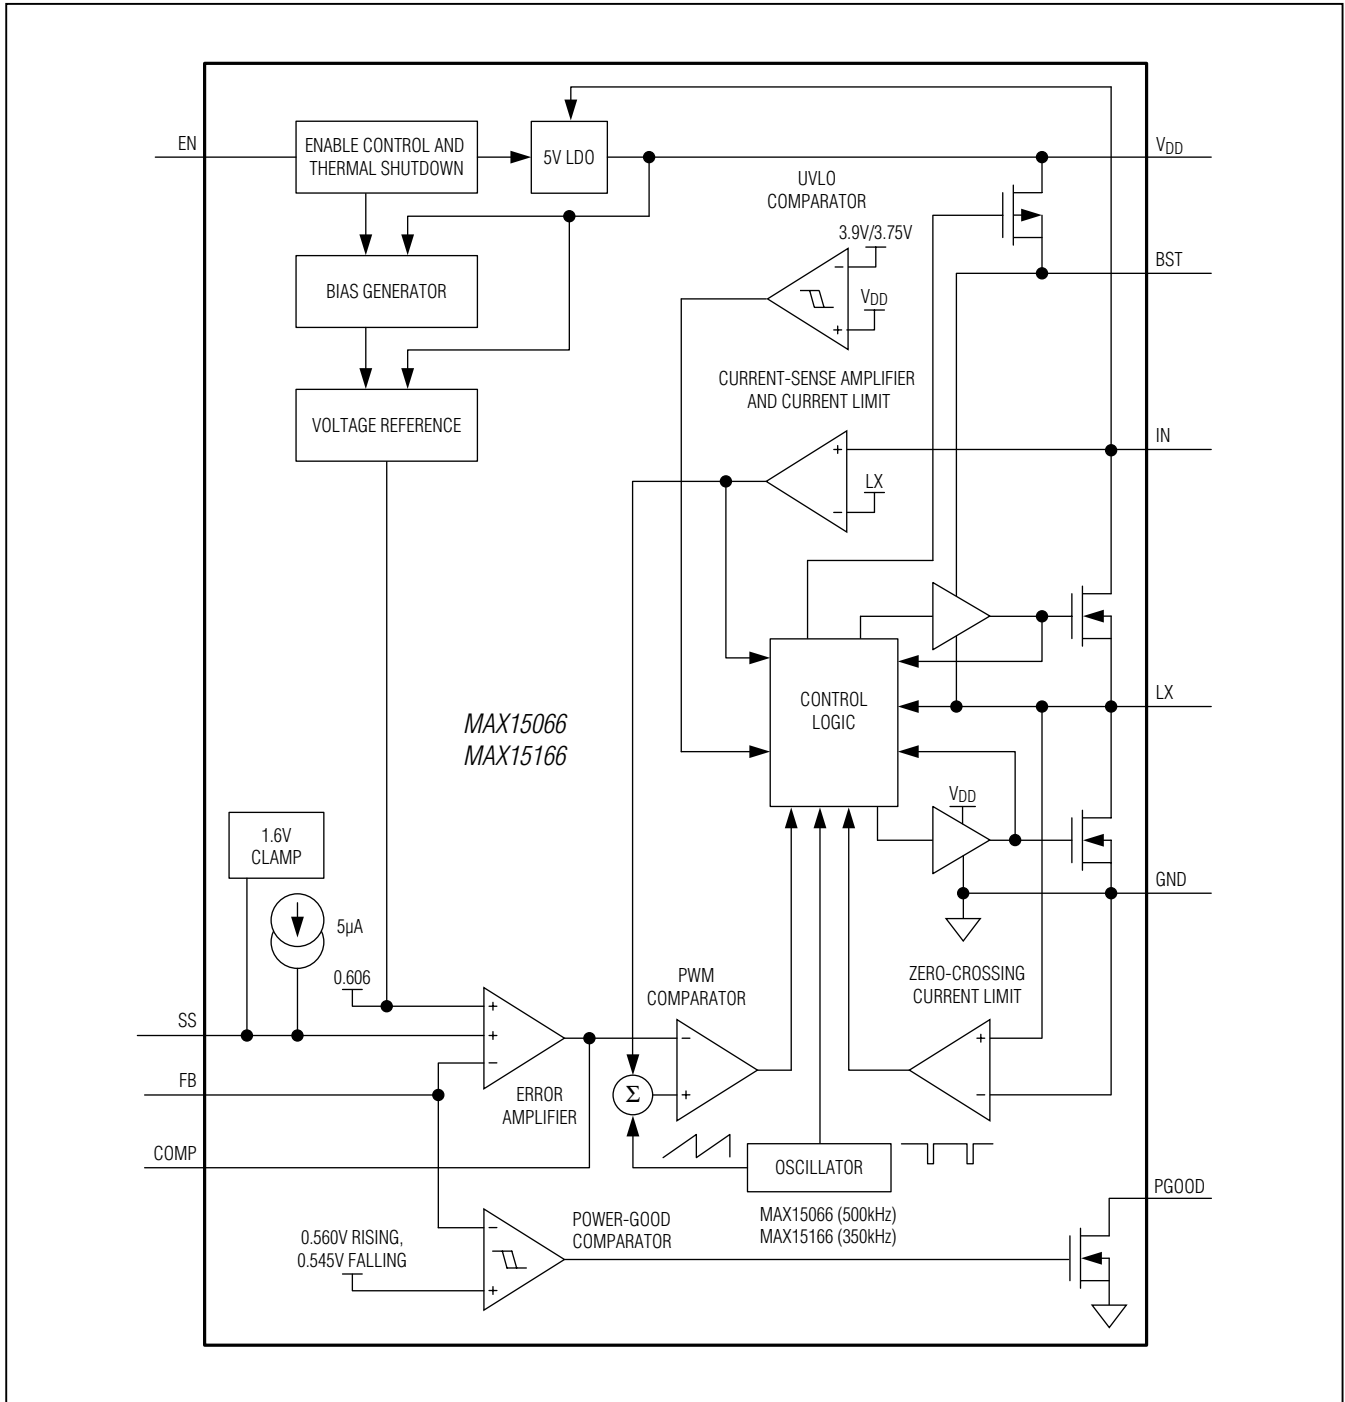 EN
ENABLE CONTROL AND
THERMAL SHUTDOWN
5V LDO
VDD
UVLO
COMPARATOR
3.9V/3.75V
−
VDD
+
BST
BIAS GENERATOR
VOLTAGE REFERENCE
CURRENT-SENSE AMPLIFIER
AND CURRENT LIMIT
+
LX
−
IN
CONTROL
LOGIC
LX
MAX15066
MAX15166
VDD
GND
1.6V
CLAMP
5µA
0.606
SS
+
+
−
FB
ERROR
AMPLIFIER
COMP
PWM
COMPARATOR
−
+
Σ
ZERO-CROSSING
CURRENT LIMIT
+
−
OSCILLATOR
MAX15066 (500kHz)
MAX15166 (350kHz)
PGOOD
0.560V RISING,
0.545V FALLING
−
+
POWER-GOOD
COMPARATOR